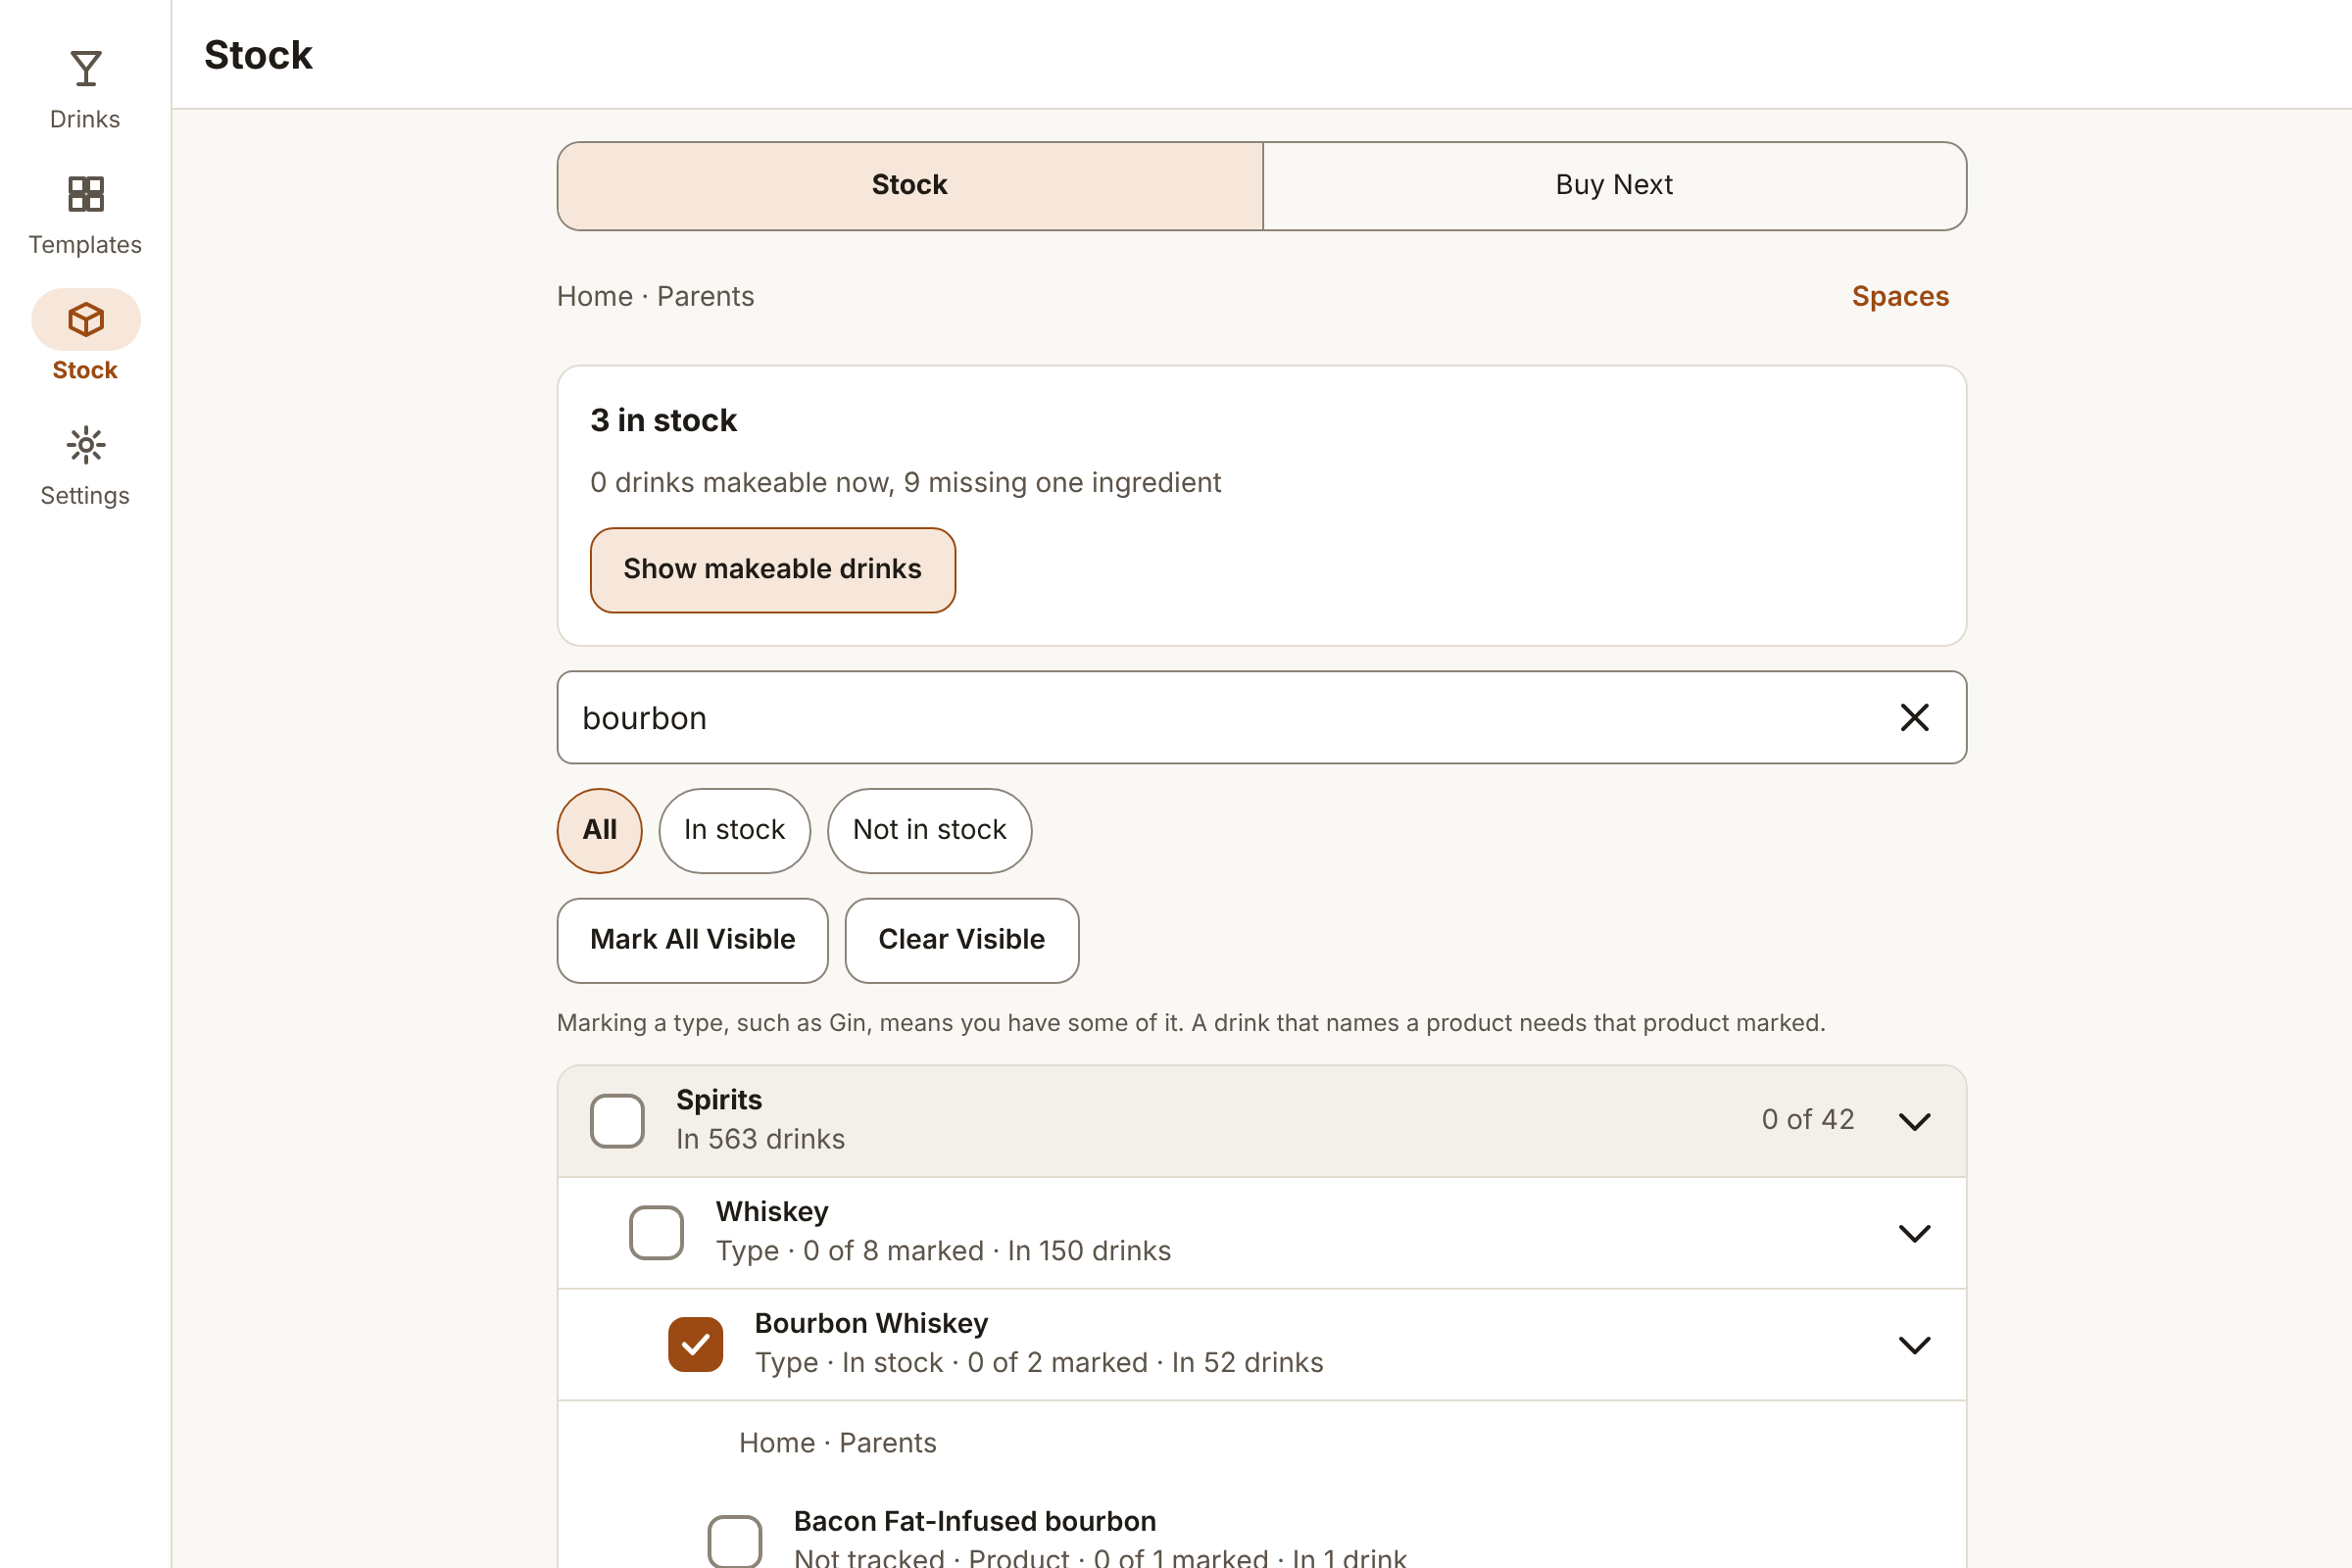 Stock
Drinks
Templates
Stock
Settings
Stock
Buy Next
Home · Parents
Spaces
3 in stock
0 drinks makeable now, 9 missing one ingredient
Show makeable drinks
bourbon
All
In stock
Not in stock
Mark All Visible
Clear Visible
Marking a type, such as Gin, means you have some of it. A drink that names a product needs that product marked.
Spirits
In 563 drinks
0 of 42
Whiskey
Type · 0 of 8 marked · In 150 drinks
Bourbon Whiskey
Type · In stock · 0 of 2 marked · In 52 drinks
Home · Parents
Bacon Fat-Infused bourbon
Not tracked · Product · 0 of 1 marked · In 1 drink